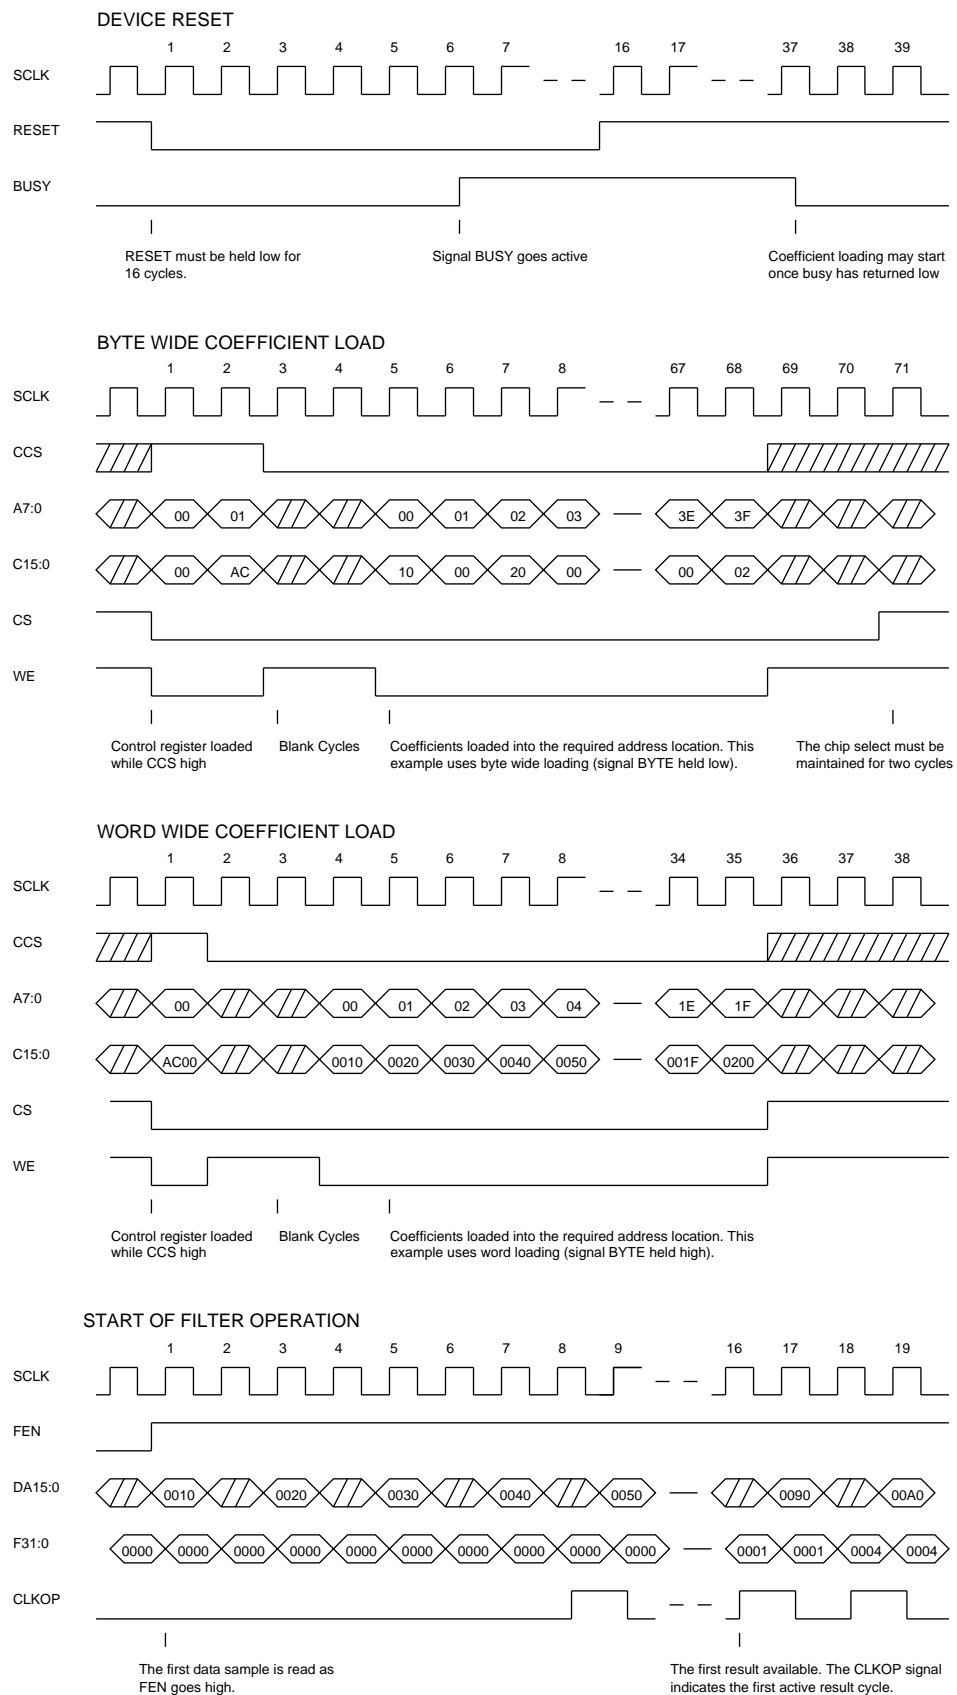 DEVICE RESET
1 2 3 4 5 6 7 16 17 37 38 39
SCLK
RESET
BUSY
RESET must be held low for
16 cycles.
Signal BUSY goes active
Coefficient loading may start
once busy has returned low
BYTE WIDE COEFFICIENT LOAD
1 2 3 4 5 6 7 8 67 68 69 70 71
SCLK
CCS
A7:0 00 01 00 01 02 03 3E 3F
C15:0 00 AC 10 00 20 00 00 02
CS
WE
Control register loaded
while CCS high
Blank Cycles
Coefficients loaded into the required address location. This
example uses byte wide loading (signal BYTE held low).
The chip select must be
maintained for two cycles
WORD WIDE COEFFICIENT LOAD
1 2 3 4 5 6 7 8 34 35 36 37 38
SCLK
CCS
A7:0 00 00 01 02 03 04 1E 1F
C15:0 AC00 0010 0020 0030 0040 0050 001F 0200
CS
WE
Control register loaded
while CCS high
Blank Cycles
Coefficients loaded into the required address location. This
example uses word loading (signal BYTE held high).
START OF FILTER OPERATION
1 2 3 4 5 6 7 8 9 16 17 18 19
SCLK
FEN
DA15:0 0010 0020 0030 0040 0050 0090 00A0
F31:0 0000 0000 0000 0000 0000 0000 0000 0000 0000 0000 0001 0001 0004 0004
CLKOP
The first data sample is read as
FEN goes high.
The first result available. The CLKOP signal
indicates the first active result cycle.